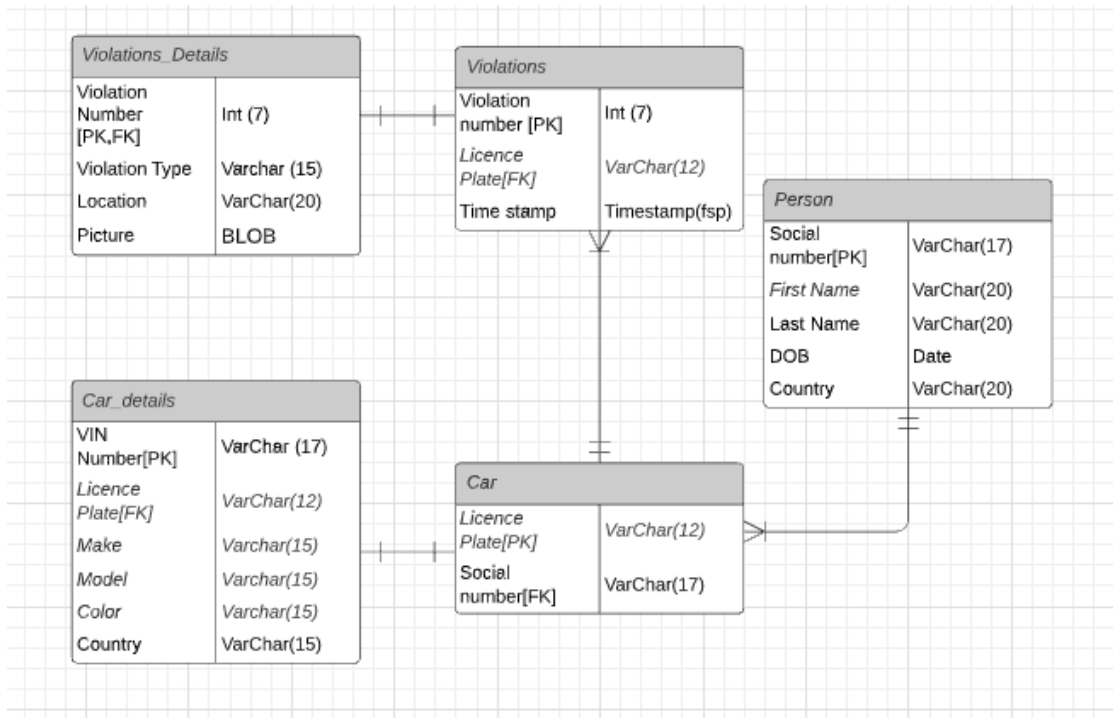 Violations_Details
Violation
Number
[PK,FK]
Int (7)
Violation Type
Varchar (15)
Location
VarChar(20)
Picture
BLOB
Violations
Violation
number [PK]
Int (7)
Licence
Plate[FK]
VarChar(12)
Time stamp
Timestamp(fsp)
Person
Social
number[PK]
VarChar(17)
First Name
VarChar(20)
Last Name
VarChar(20)
DOB
Date
Country
VarChar(20)
Car_details
VIN
Number[PK]
VarChar (17)
Licence
Plate[FK]
VarChar(12)
Make
Varchar(15)
Model
Varchar(15)
Color
Varchar(15)
Country
VarChar(15)
Car
Licence
Plate[PK]
VarChar(12)
Social
number[FK]
VarChar(17)